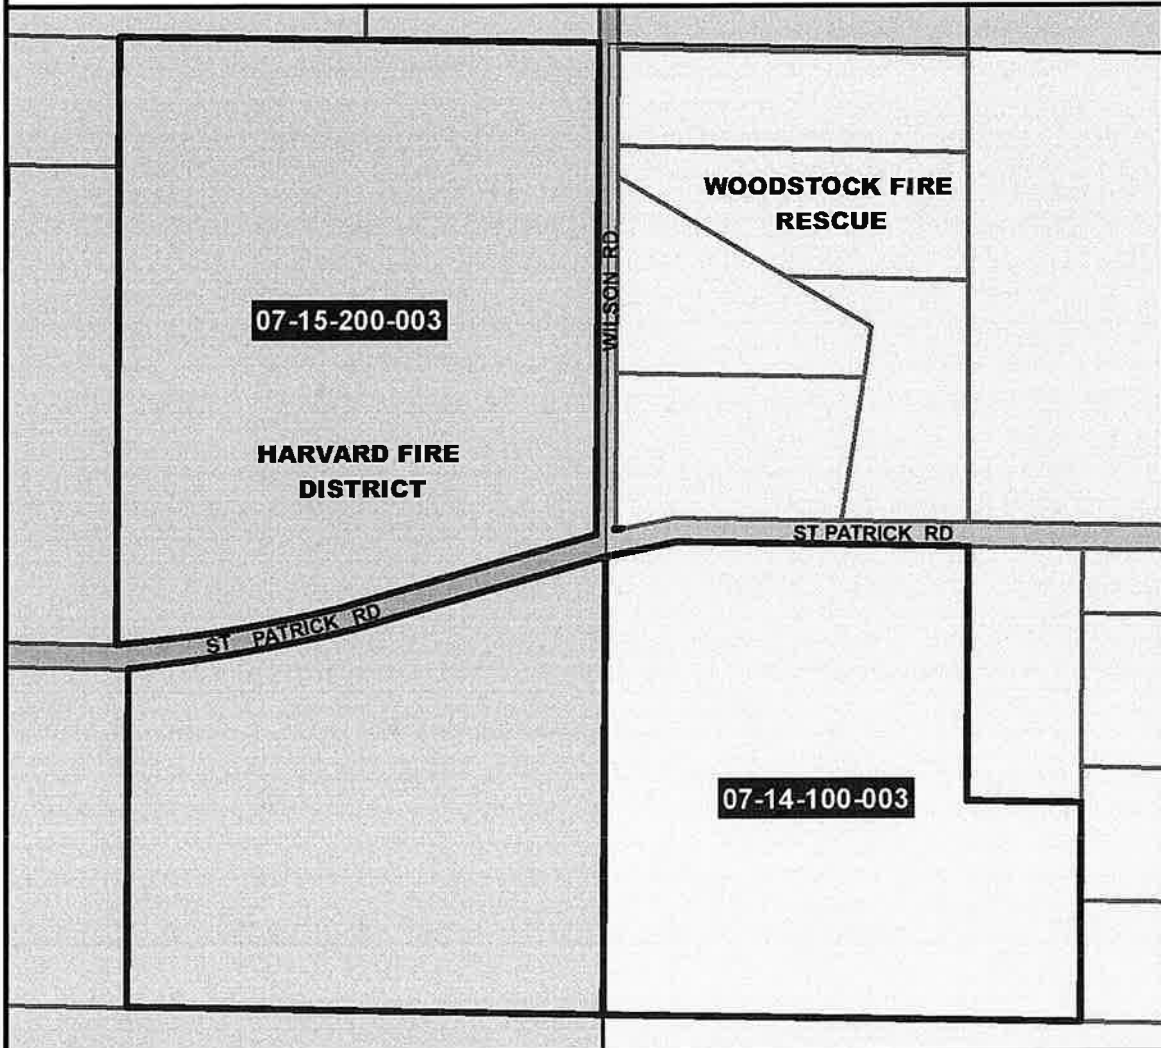 WOODSTOCK FIRE
RESCUE
WILSON RD
07-15-200-003
HARVARD FIRE
DISTRICT
ST PATRICK RD
ST PATRICK RD
07-14-100-003